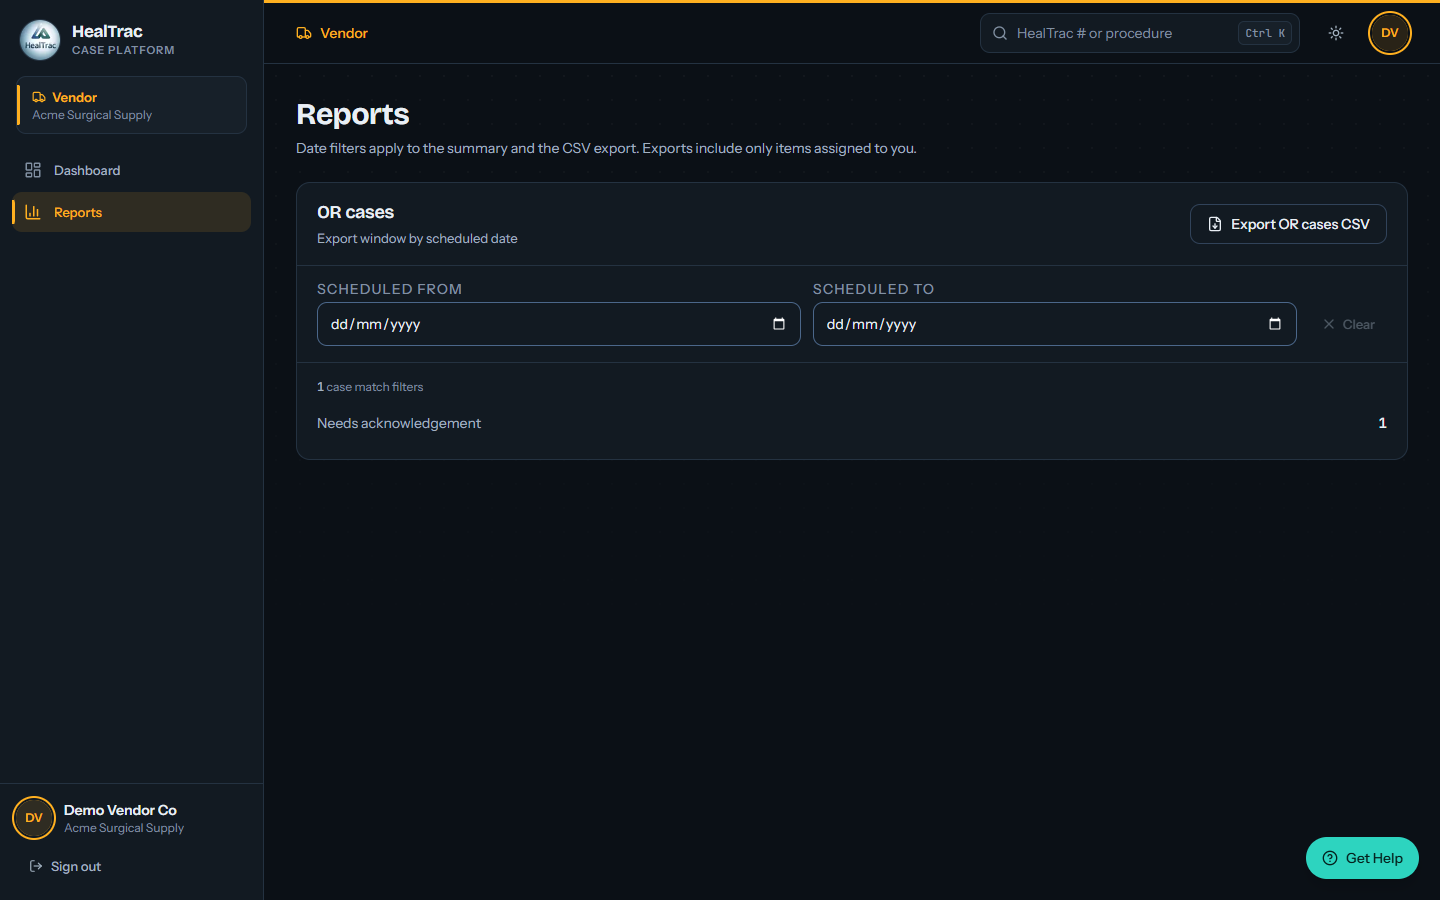 HealTrac
HealTrac
CASE PLATFORM
Vendor
Acme Surgical Supply
Dashboard
Reports
Demo Vendor Co
DV
Acme Surgical Supply
Sign out
Vendor
HealTrac # or procedure
Ctrl K
DV
Reports
Date filters apply to the summary and the CSV export. Exports include only items assigned to you.
OR cases
Export window by scheduled date
Export OR cases CSV
SCHEDULED FROM
SCHEDULED TO
dd/mm/yyyy
dd/mm/yyyy
Clear
1 case match filters
Needs acknowledgement
1
Get Help